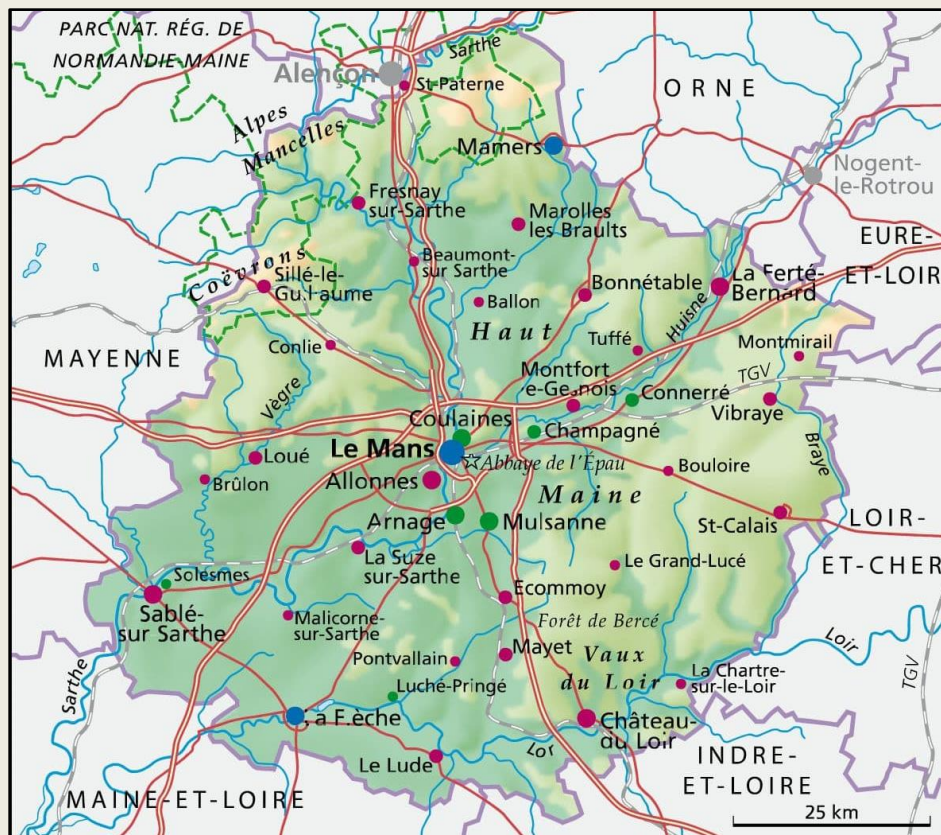 PARC NAT. RÉG. DE
NORMANDIE-MAINE
Sarthe
Alençon
St-Paterne
ORNE
Alpes
Mancelles
Mamers
Nogent-
le-Rotrou
Fresnay
sur-Sarthe
Marolles
les Braults
EURE-
ET-LOIR
Beaumont-
sur Sarthe
Coëvrons
Sillé-le-
Gu.l aume
Ballon
Bonnétable
La Ferté-
Bernard
Huisne
Haut
Tuffé
Montmirail
MAYENNE
Conlie
Montfort
e-Gesnois
TGV
Connerré
Vibraye
Vègre
Coulaines
Champagné
Le Mans
Abbaye de l'Épau
Braye
Loué
Bouloire
Brûlon
Allonnes
Maine
Arnage
Mulsanne
St-Calais
LOIR-
ET-CHER
La Suze
sur-Sarthe
Le Grand-Lucé
Solesmes
Ecommoy
Sablé-
sur Sarthe
Malicorne-
sur-Sarthe
Forêt de Bercé
Loir
Mayet
Vaux
du Loir
Pontvallain
La Chartre-
sur-le-Loir
Sarthe
Luché-Pringé
TGV
. a F.èche
Château-
du Loir
Lor
Le Lude
INDRE-
ET-LOIRE
MAINE-ET-LOIRE
25 km